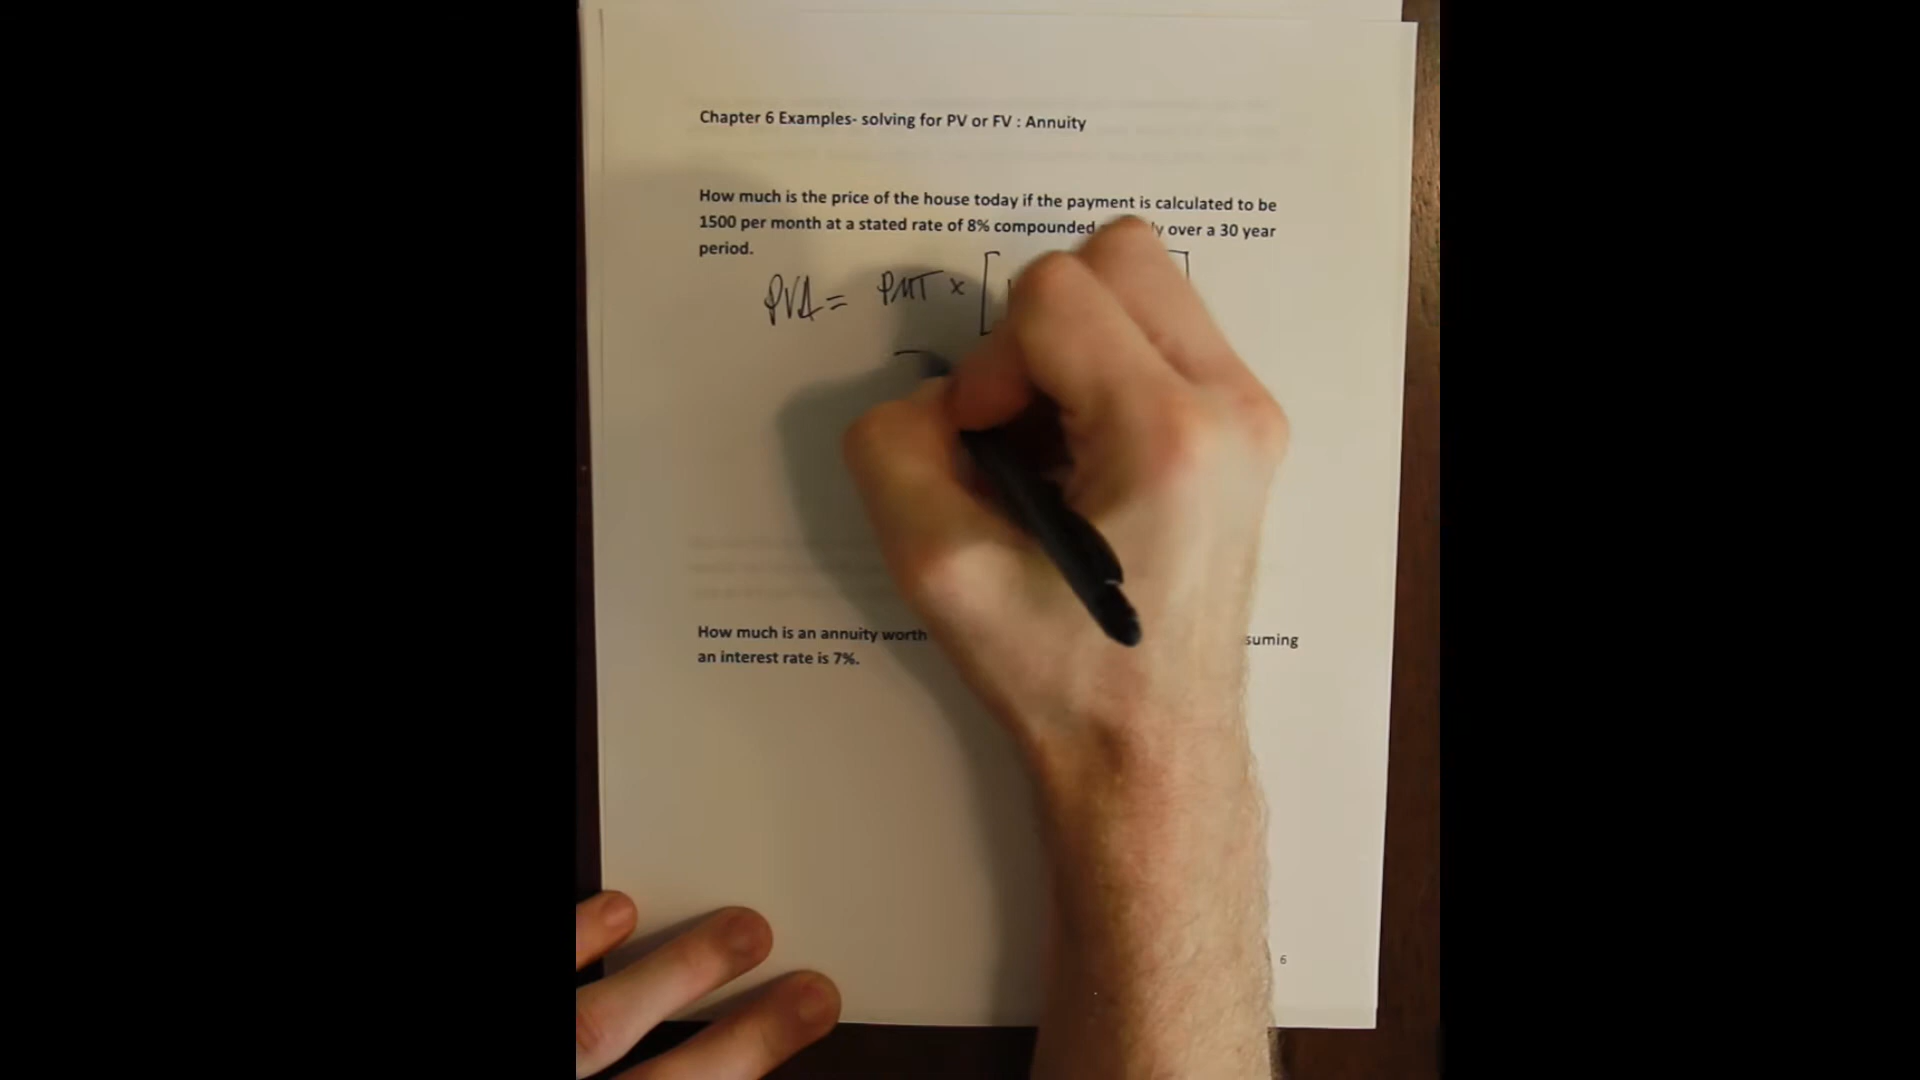 Chapter 6 Examples- solving for PV or FV : Annuity
How much is the price of the house today if the payment is calculated to be
1500 per month at a stated rate of 8% compounded over a 30 year
period.
PVA = PMT × [ ]
How much is an annuity worth
an interest rate is 7%.
6